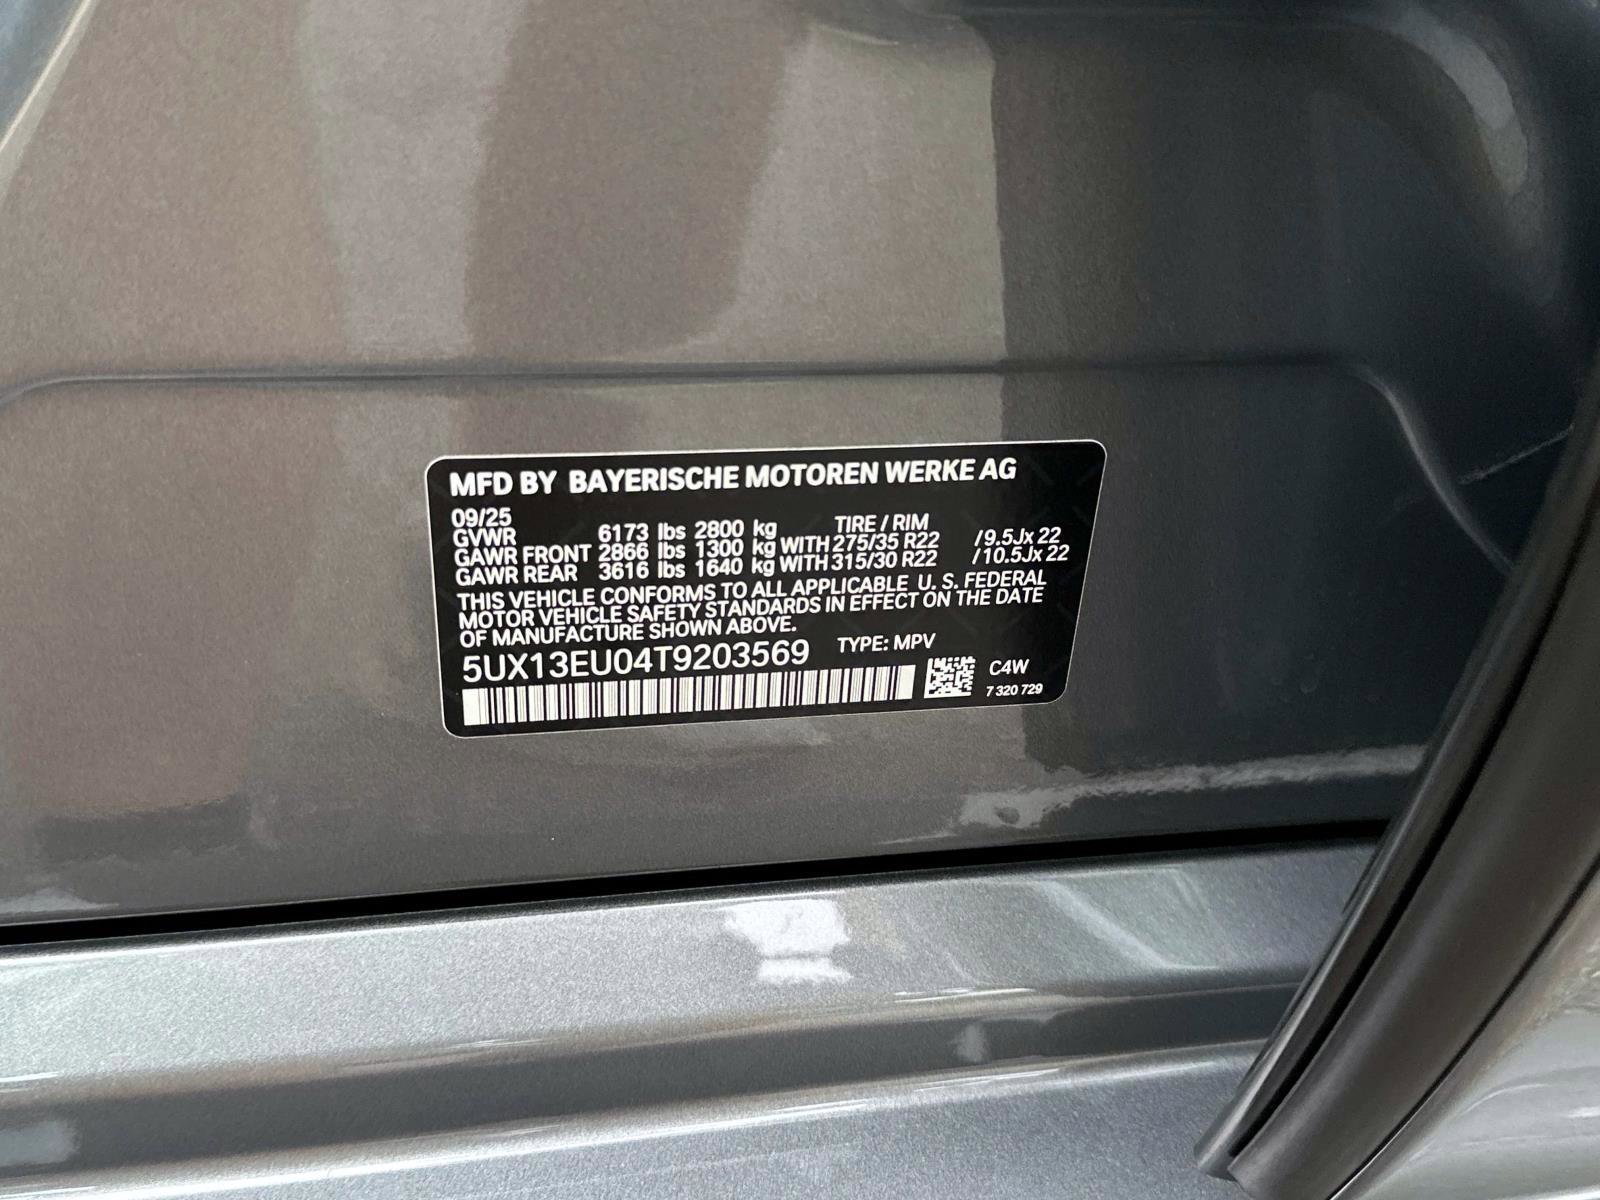 MFD BY BAYERISCHE MOTOREN WERKE AG
09/25 TIRE / RIM
GVWR 6173 lbs 2800 kg
GAWR FRONT 2866 lbs 1300 kg WITH 275/35 R22 /9.5Jx 22
GAWR REAR 3616 lbs 1640 kg WITH 315/30 R22 /10.5Jx 22
THIS VEHICLE CONFORMS TO ALL APPLICABLE U. S. FEDERAL
MOTOR VEHICLE SAFETY STANDARDS IN EFFECT ON THE DATE
OF MANUFACTURE SHOWN ABOVE.
5UX13EU04T9203569 TYPE: MPV
C4W
7 320 729